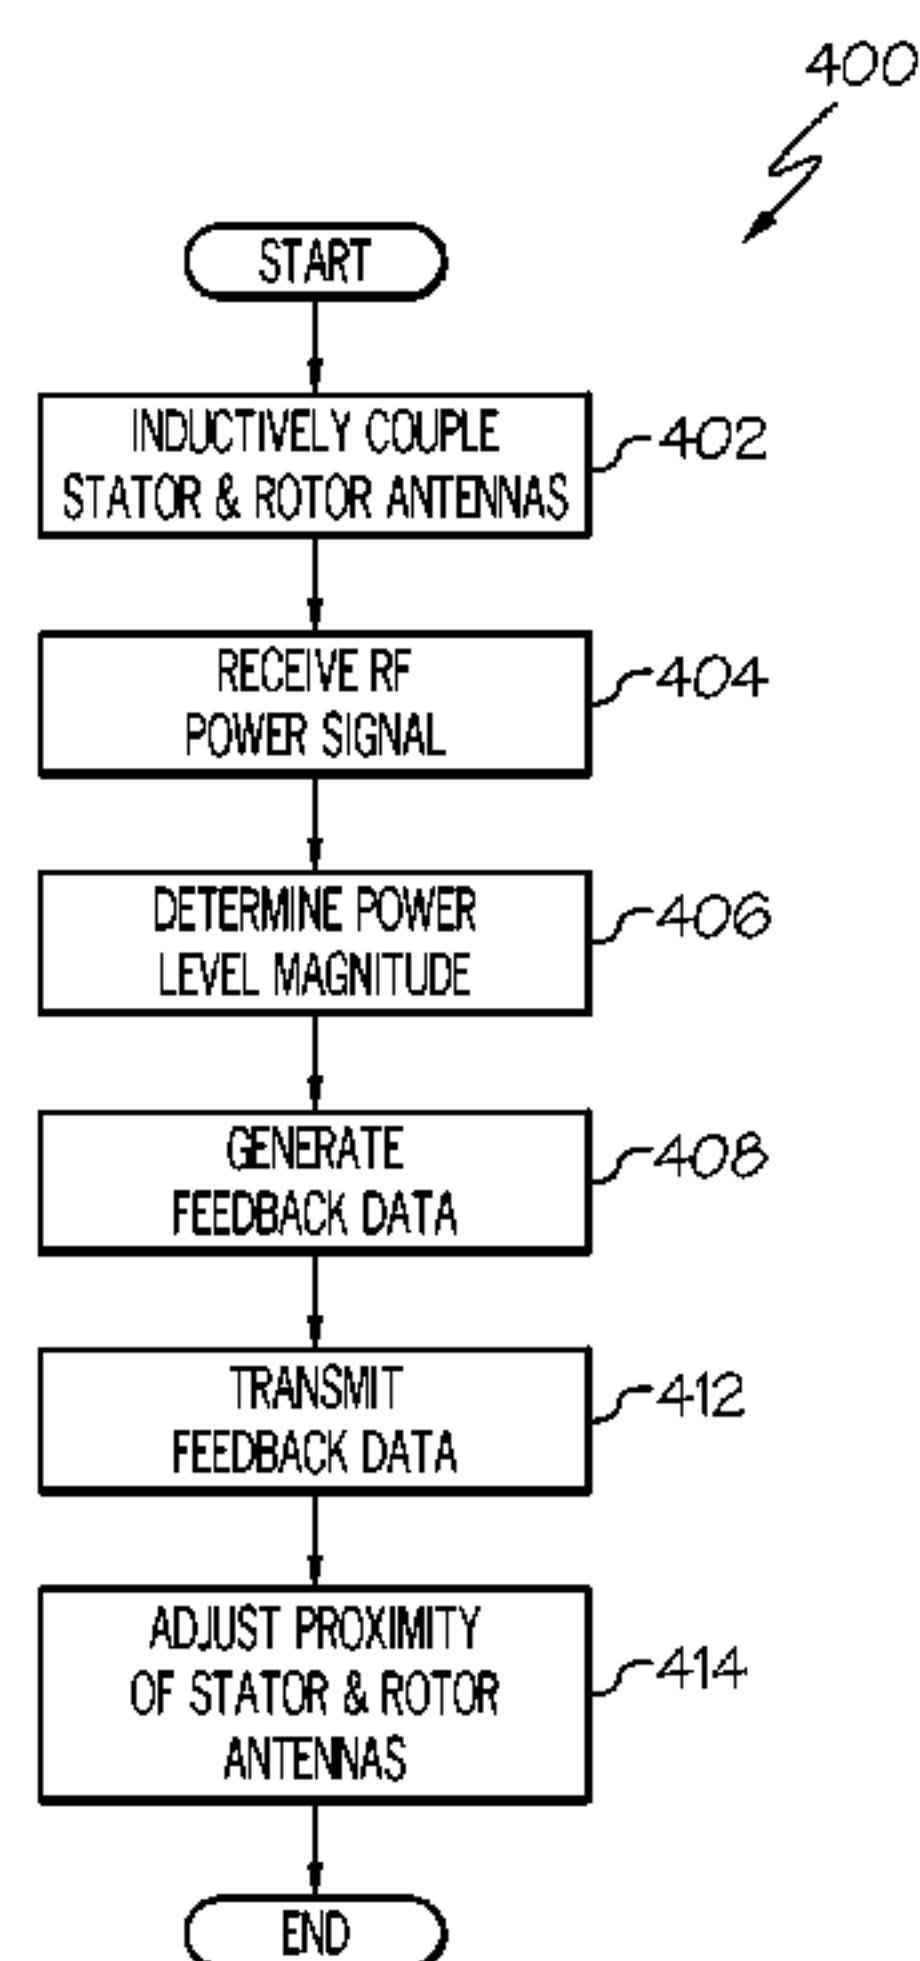 400
START
INDUCTIVELY COUPLE
STATOR & ROTOR ANTENNAS
402
RECEIVE RF
POWER SIGNAL
404
DETERMINE POWER
LEVEL MAGNITUDE
406
GENERATE
FEEDBACK DATA
408
TRANSMIT
FEEDBACK DATA
412
ADJUST PROXIMITY
OF STATOR & ROTOR
ANTENNAS
414
END